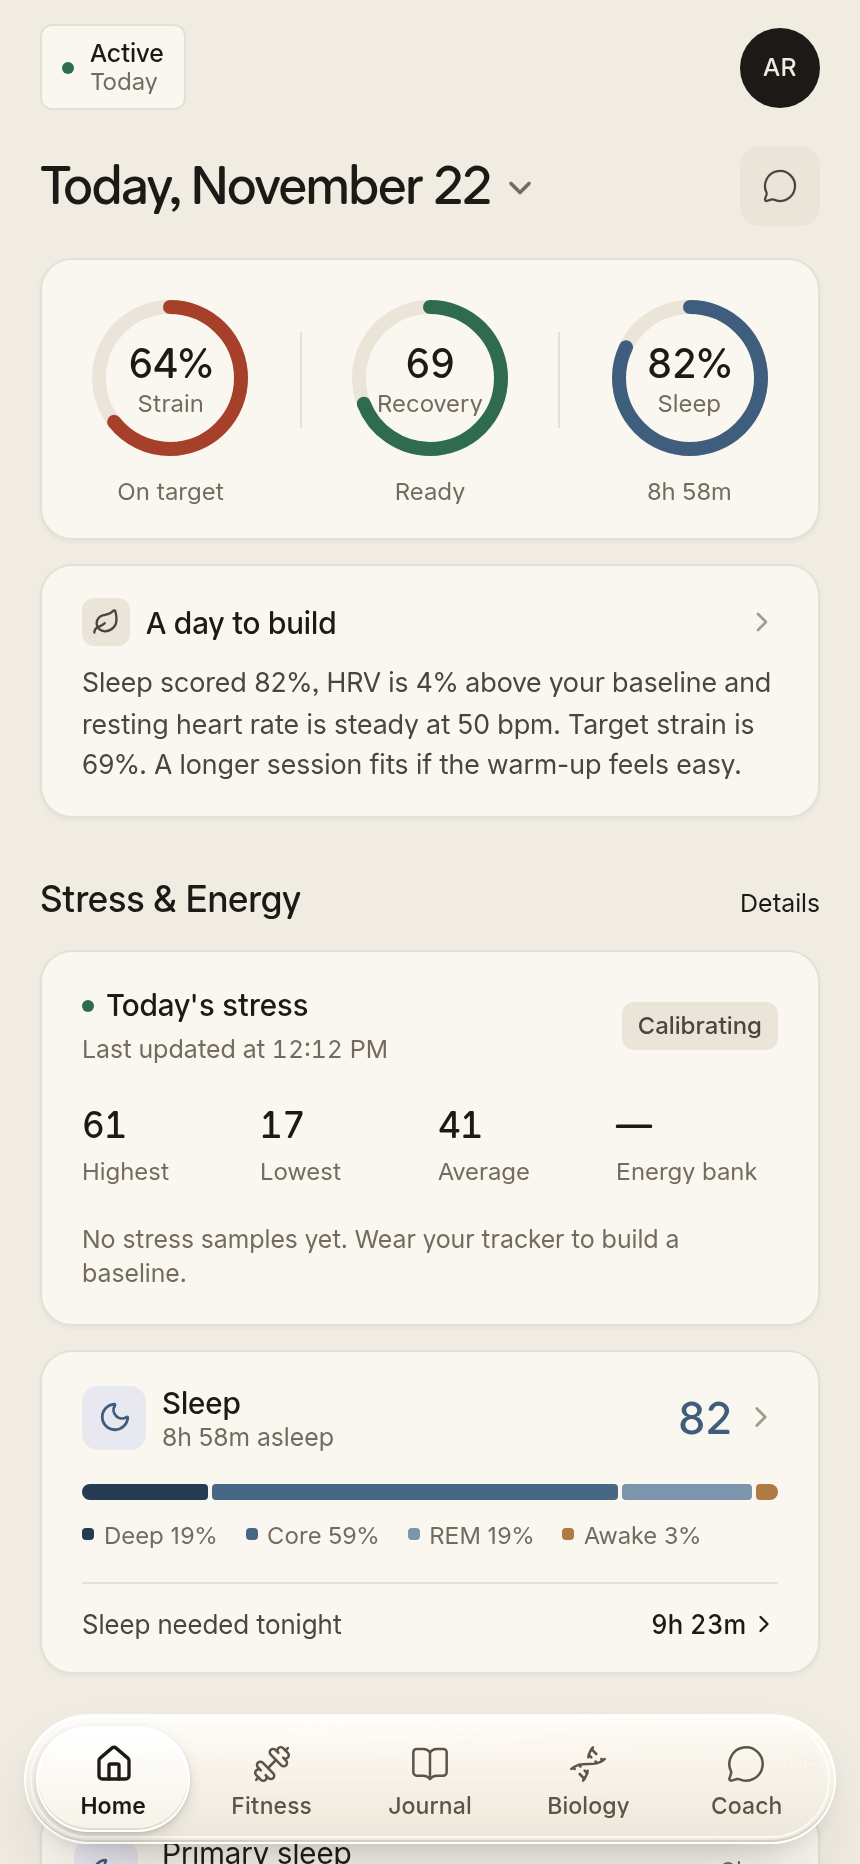 Active
Today
AR
Today, November 22
64%
Strain
On target
69
Recovery
Ready
82%
Sleep
8h 58m
A day to build
Sleep scored 82%, HRV is 4% above your baseline and
resting heart rate is steady at 50 bpm. Target strain is
69%. A longer session fits if the warm-up feels easy.
Stress & Energy
Details
Today's stress
Last updated at 12:12 PM
Calibrating
61
Highest
17
Lowest
41
Average
—
Energy bank
No stress samples yet. Wear your tracker to build a
baseline.
Sleep
8h 58m asleep
82
Deep 19%
Core 59%
REM 19%
Awake 3%
Sleep needed tonight
9h 23m
Home
Fitness
Journal
Biology
Coach
Primary sleep